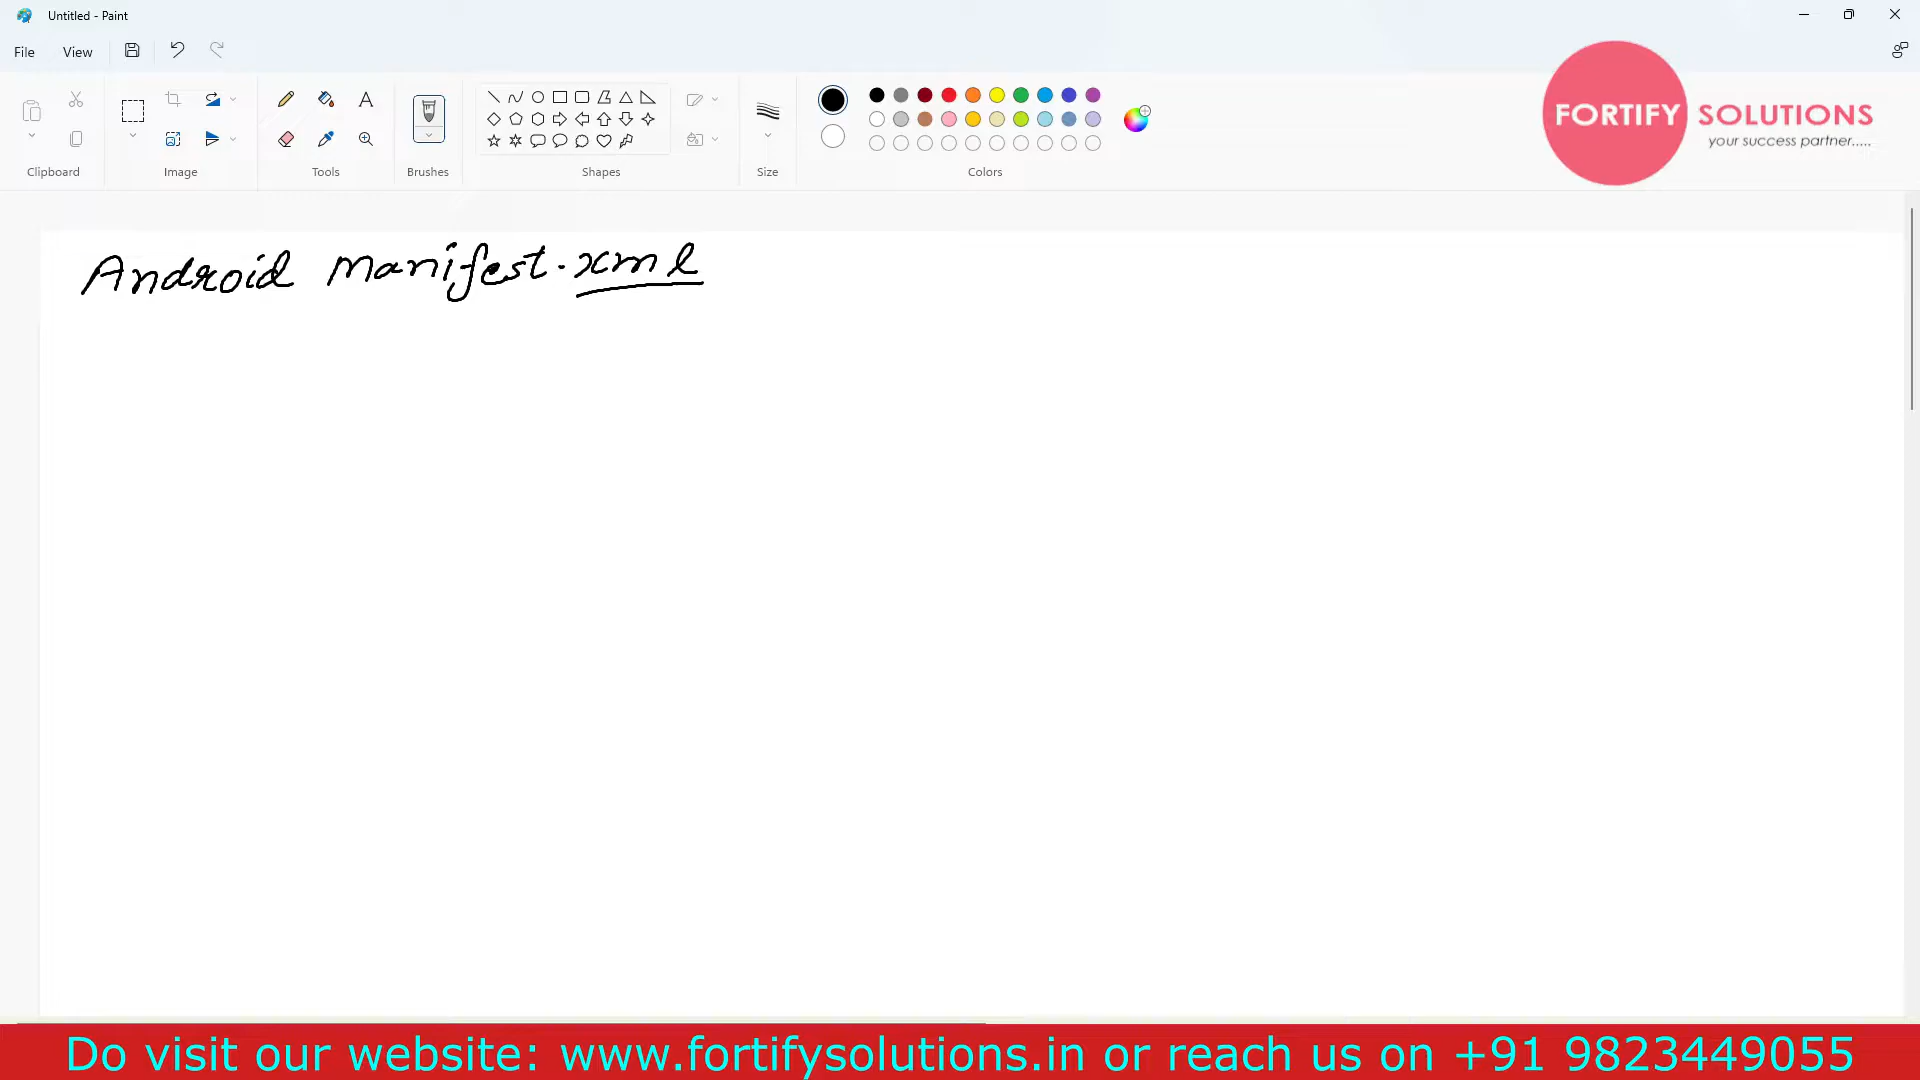 Untitled - Paint
File View
Clipboard Image Tools Brushes Shapes Size Colors
FORTIFY SOLUTIONS
your success partner.....
Android Manifest.xml
Do visit our website: www.fortifysolutions.in or reach us on +91 9823449055